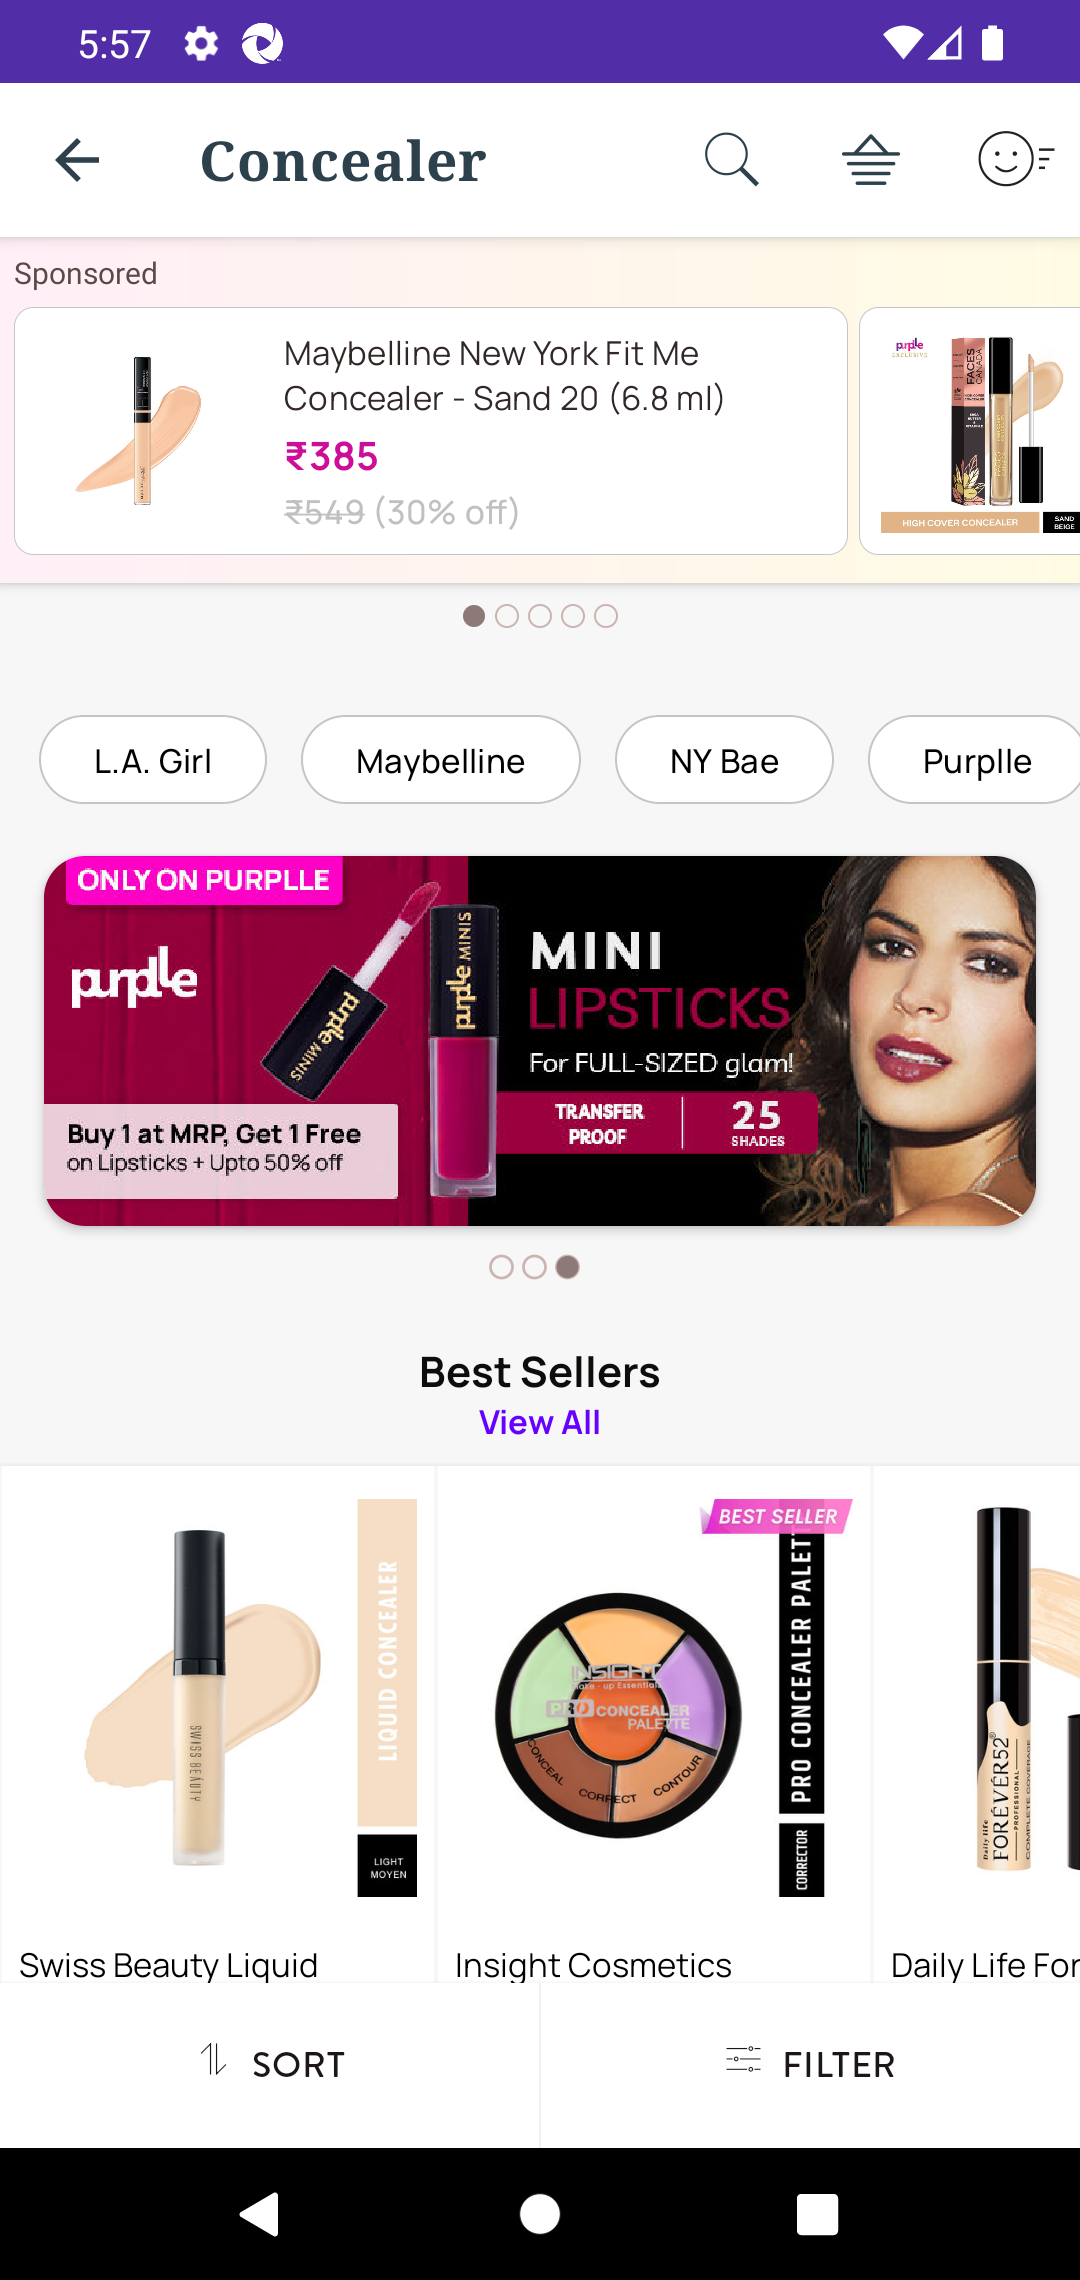 5:57
Concealer
Sponsored
Maybelline New York Fit Me
Concealer - Sand 20 (6.8 ml)
₹385
₹549 (30% off)
purplle
EXCLUSIVE
FACES CANADA
HIGH COVER CONCEALER
SAND
BEIGE
L.A. Girl
Maybelline
NY Bae
Purplle
ONLY ON PURPLLE
purplle
purplle MINIS
purplle MINIS
MINI
LIPSTICKS
For FULL-SIZED glam!
TRANSFER
PROOF
25
SHADES
Buy 1 at MRP, Get 1 Free
on Lipsticks + Upto 50% off
Best Sellers
View All
SWISS BEAUTY
LIQUID CONCEALER
LIGHT
MOYEN
BEST SELLER
INSIGHT
Make - up Essentials
PRO CONCEALER
PALETTE
CONCEAL
CORRECT
CONTOUR
PRO CONCEALER PALET
CORRECTOR
Daily life
FORÉVER52®
PROFESSIONAL
COMPLETE COVERAGE
Swiss Beauty Liquid
Insight Cosmetics
Daily Life For
SORT
FILTER